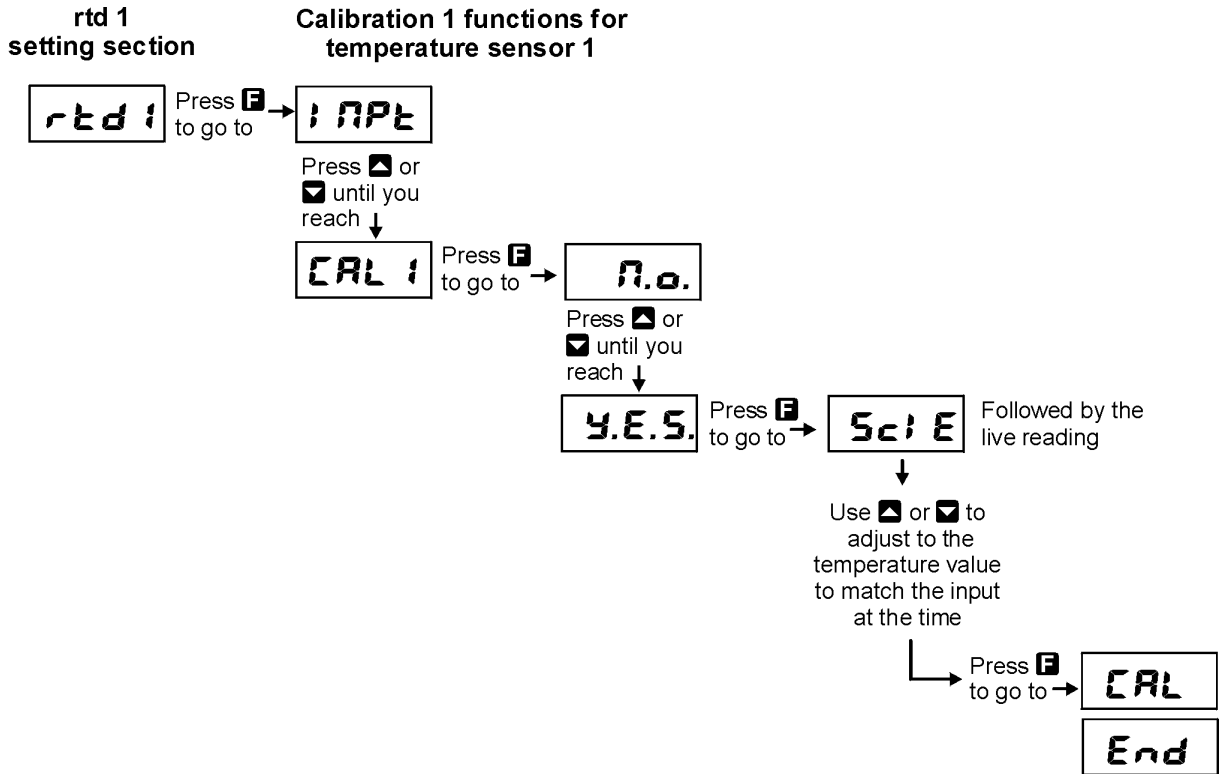 rtd 1
setting section
Calibration 1 functions for
temperature sensor 1
rtd 1
Press F
to go to
INPt
Press ▲ or
▼ until you
reach
CAL 1
Press F
to go to
N.o.
Press ▲ or
▼ until you
reach
Y.E.S.
Press F
to go to
Sc1 E
Followed by the
live reading
Use ▲ or ▼ to
adjust to the
temperature value
to match the input
at the time
Press F
to go to
CAL
End